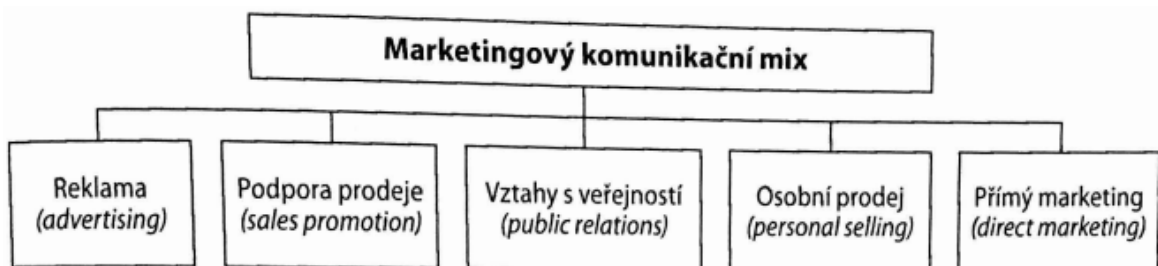 Marketingový komunikační mix
Reklama
(advertising)
Podpora prodeje
(sales promotion)
Vztahy s veřejností
(public relations)
Osobní prodej
(personal selling)
Přímý marketing
(direct marketing)